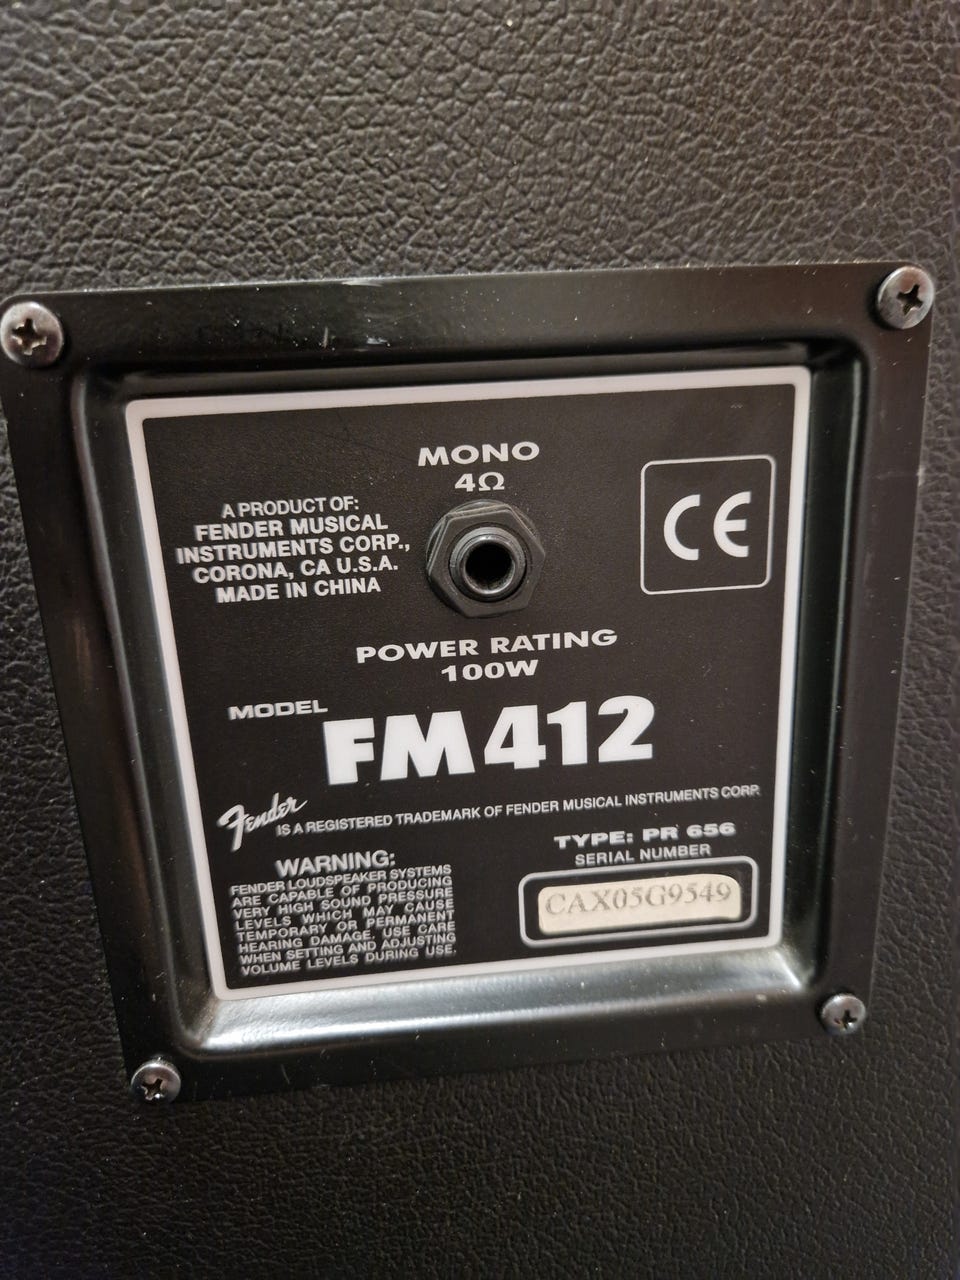 MONO
4Ω
A PRODUCT OF:
FENDER MUSICAL
INSTRUMENTS CORP.,
CORONA, CA U.S.A.
MADE IN CHINA
CE
POWER RATING
100W
MODEL
FM 412
Fender IS A REGISTERED TRADEMARK OF FENDER MUSICAL INSTRUMENTS CORP.
WARNING:
FENDER LOUDSPEAKER SYSTEMS
ARE CAPABLE OF PRODUCING
VERY HIGH SOUND PRESSURE
LEVELS WHICH MAY CAUSE
TEMPORARY OR PERMANENT
HEARING DAMAGE. USE CARE
WHEN SETTING AND ADJUSTING
VOLUME LEVELS DURING USE.
TYPE: PR 656
SERIAL NUMBER
CAX05G9549